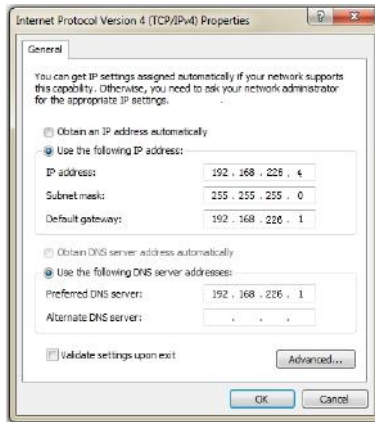 Internet Protocol Version 4 (TCP/IPv4) Properties
General
You can get IP settings assigned automatically if your network supports
this capability. Otherwise, you need to ask your network administrator
for the appropriate IP settings.
Obtain an IP address automatically
Use the following IP address:
IP address: 192 . 168 . 226 . 4
Subnet mask: 255 . 255 . 255 . 0
Default gateway: 192 . 168 . 226 . 1
Obtain DNS server address automatically
Use the following DNS server addresses:
Preferred DNS server: 192 . 168 . 226 . 1
Alternate DNS server: . . .
Validate settings upon exit
Advanced...
OK Cancel